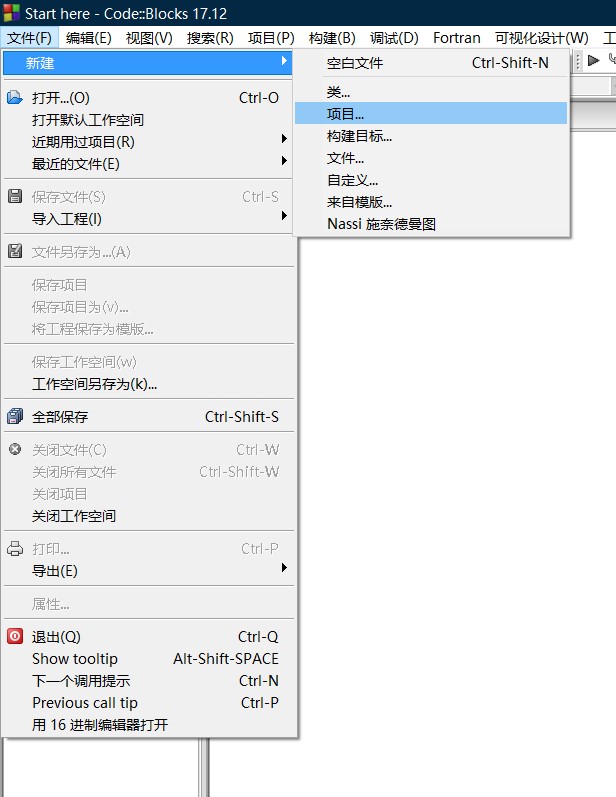 Start here - Code::Blocks 17.12
文件(F) 编辑(E) 视图(V) 搜索(R) 项目(P) 构建(B) 调试(D) Fortran 可视化设计(W) 工
新建
空白文件 Ctrl-Shift-N
类...
项目...
构建目标...
文件...
自定义...
来自模版...
Nassi 施奈德曼图
打开...(O) Ctrl-O
打开默认工作空间
近期用过项目(R)
最近的文件(E)
保存文件(S) Ctrl-S
导入工程(I)
文件另存为...(A)
保存项目
保存项目为(v)...
将工程保存为模版...
保存工作空间(w)
工作空间另存为(k)...
全部保存 Ctrl-Shift-S
关闭文件(C) Ctrl-W
关闭所有文件 Ctrl-Shift-W
关闭项目
关闭工作空间
打印... Ctrl-P
导出(E)
属性...
退出(Q) Ctrl-Q
Show tooltip Alt-Shift-SPACE
下一个调用提示 Ctrl-N
Previous call tip Ctrl-P
用 16 进制编辑器打开